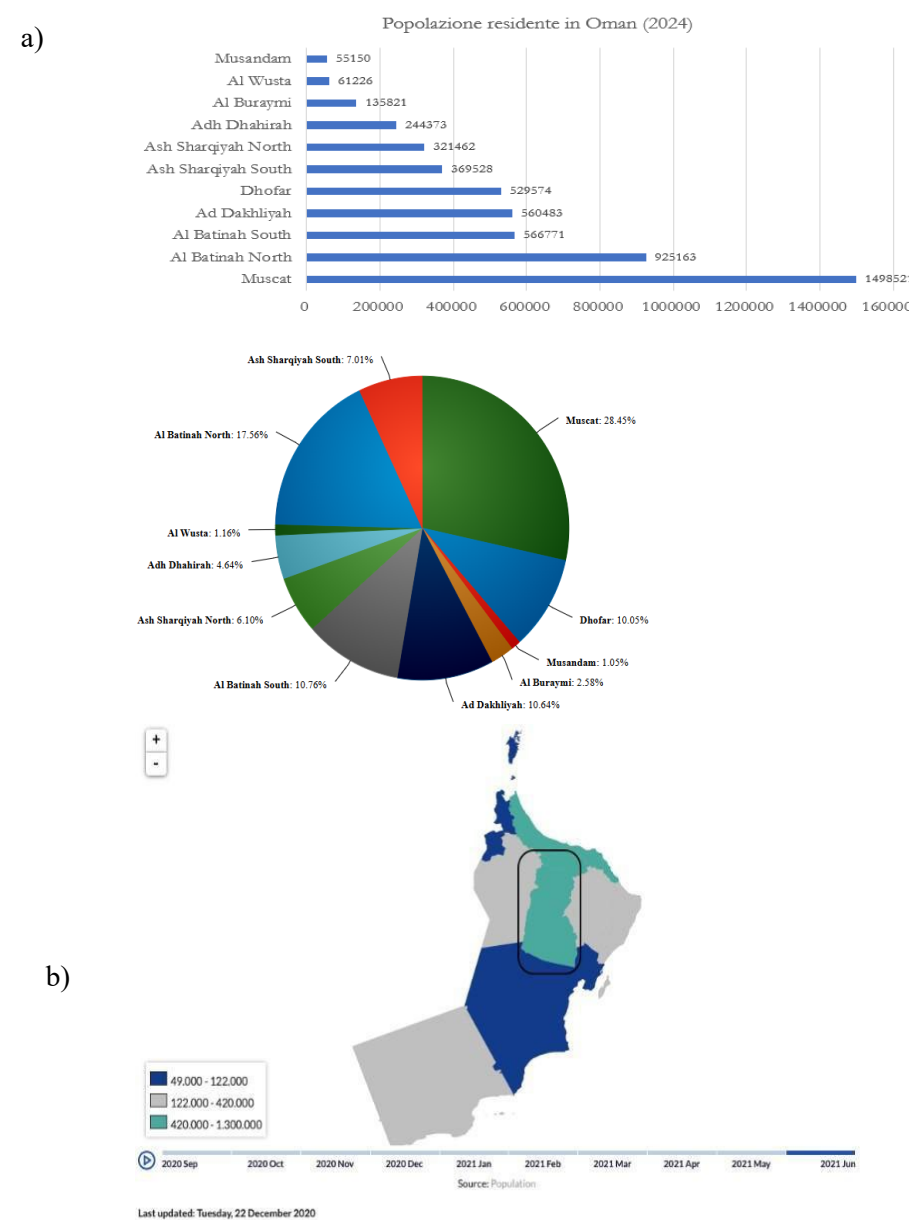 a)
Popolazione residente in Oman (2024)
Musandam 55150
Al Wusta 61226
Al Buraymi 135821
Adh Dhahirah 244373
Ash Sharqiyah North 321462
Ash Sharqiyah South 369528
Dhofar 529574
Ad Dakhliyah 560483
Al Batinah South 566771
Al Batinah North 925163
Muscat 1498521
0 200000 400000 600000 800000 1000000 1200000 1400000 160000
Ash Sharqiyah South: 7.01%
Muscat: 28.45%
Al Batinah North: 17.56%
Al Wusta: 1.16%
Adh Dhahirah: 4.64%
Ash Sharqiyah North: 6.10%
Dhofar: 10.05%
Musandam: 1.05%
Al Buraymi: 2.58%
Al Batinah South: 10.76%
Ad Dakhliyah: 10.64%
+
-
b)
49.000 - 122.000
122.000 - 420.000
420.000 - 1.300.000
2020 Sep 2020 Oct 2020 Nov 2020 Dec 2021 Jan 2021 Feb 2021 Mar 2021 Apr 2021 May 2021 Jun
Source: Population
Last updated: Tuesday, 22 December 2020